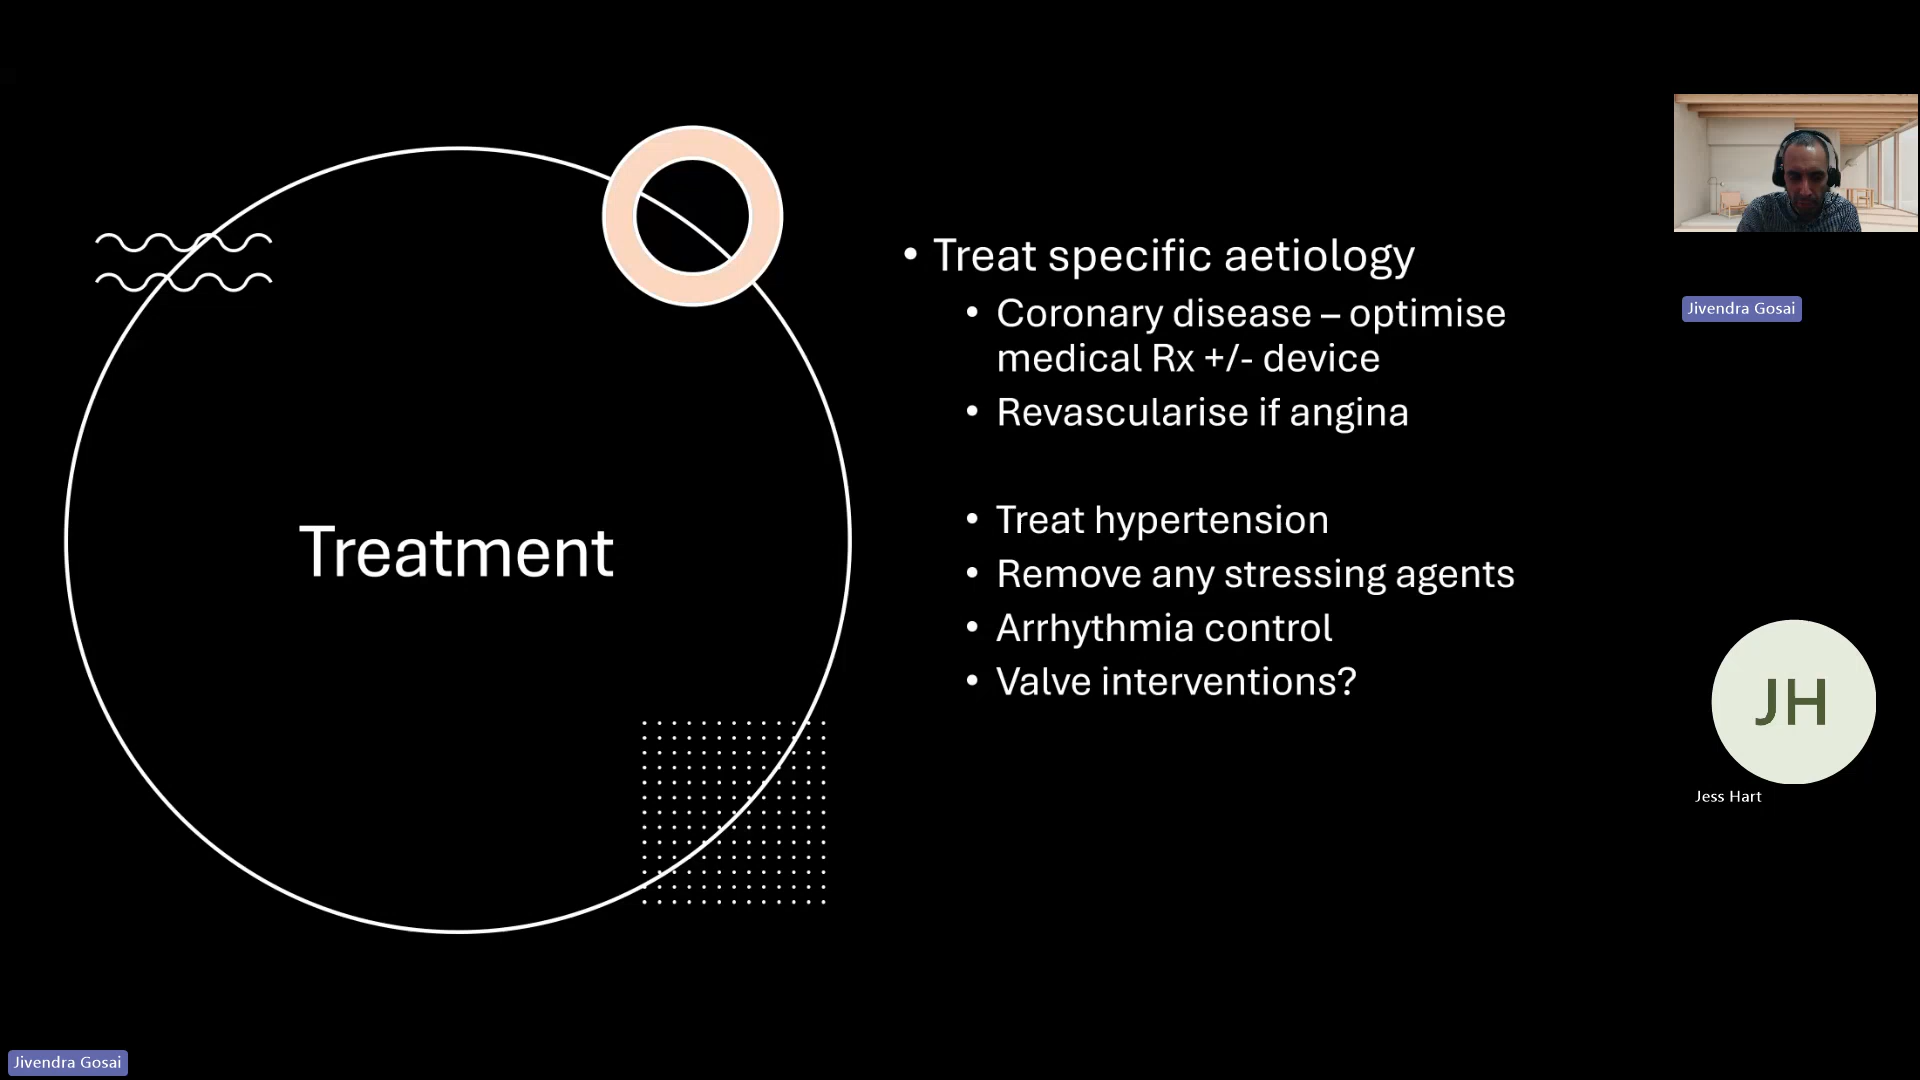 Treatment
• Treat specific aetiology
• Coronary disease – optimise
medical Rx +/- device
• Revascularise if angina
• Treat hypertension
• Remove any stressing agents
• Arrhythmia control
• Valve interventions?
Jivendra Gosai
JH
Jess Hart
Jivendra Gosai